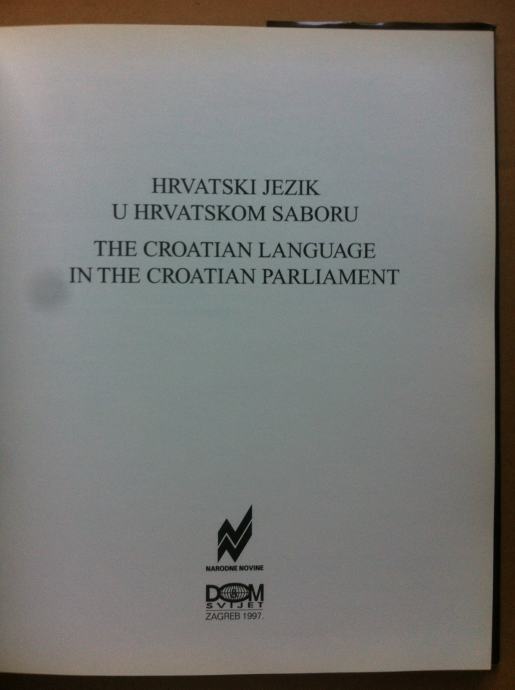 HRVATSKI JEZIK
U HRVATSKOM SABORU
THE CROATIAN LANGUAGE
IN THE CROATIAN PARLIAMENT
NARODNE NOVINE
DOM
SVIJET
ZAGREB 1997.